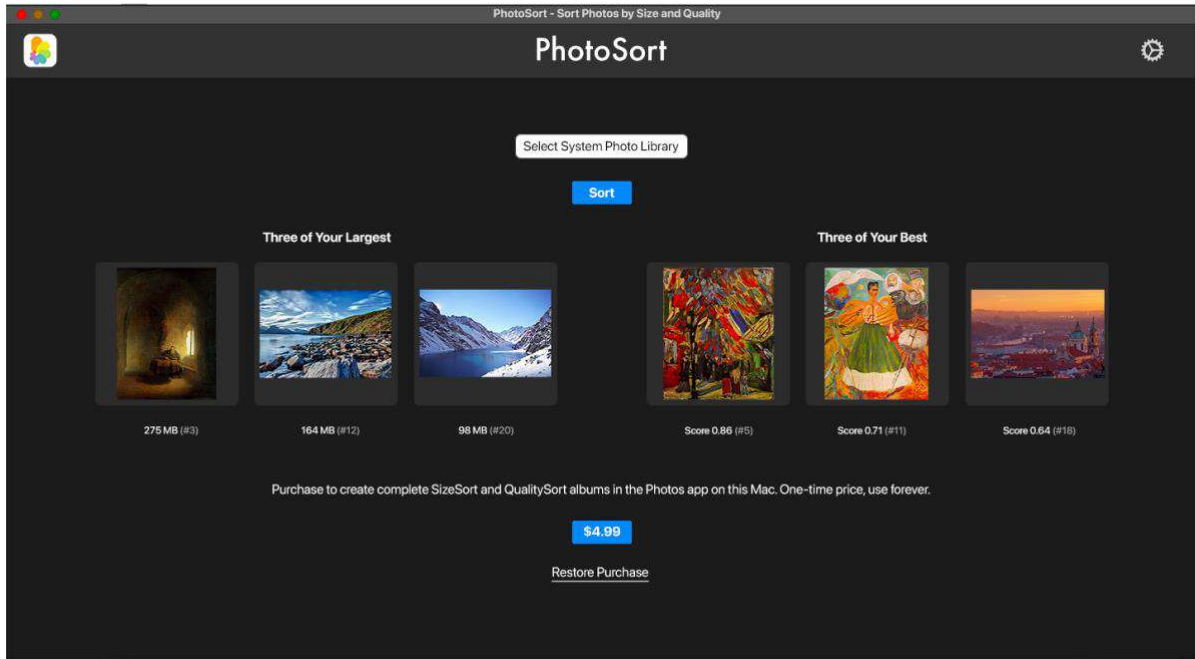 PhotoSort - Sort Photos by Size and Quality
PhotoSort
Select System Photo Library
Sort
Three of Your Largest
Three of Your Best
275 MB (#3)
164 MB (#12)
98 MB (#20)
Score 0.86 (#5)
Score 0.71 (#11)
Score 0.64 (#18)
Purchase to create complete SizeSort and QualitySort albums in the Photos app on this Mac. One-time price, use forever.
$4.99
Restore Purchase